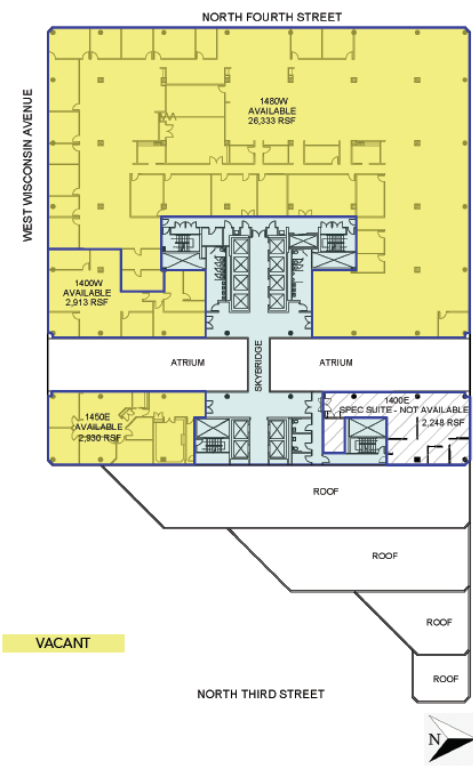 NORTH FOURTH STREET
WEST WISCONSIN AVENUE
1480W
AVAILABLE
26,333 RSF
1400W
AVAILABLE
2,913 RSF
ATRIUM
SKYBRIDGE
ATRIUM
1450E
AVAILABLE
2,930 RSF
1400E
SPEC SUITE - NOT AVAILABLE
2,248 RSF
ROOF
ROOF
ROOF
VACANT
ROOF
NORTH THIRD STREET
N